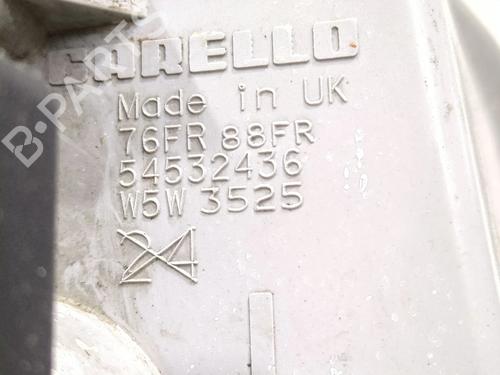 CARELLO
Made in UK
76FR 88FR
54532436
W5W 3525
24
B-PARTS